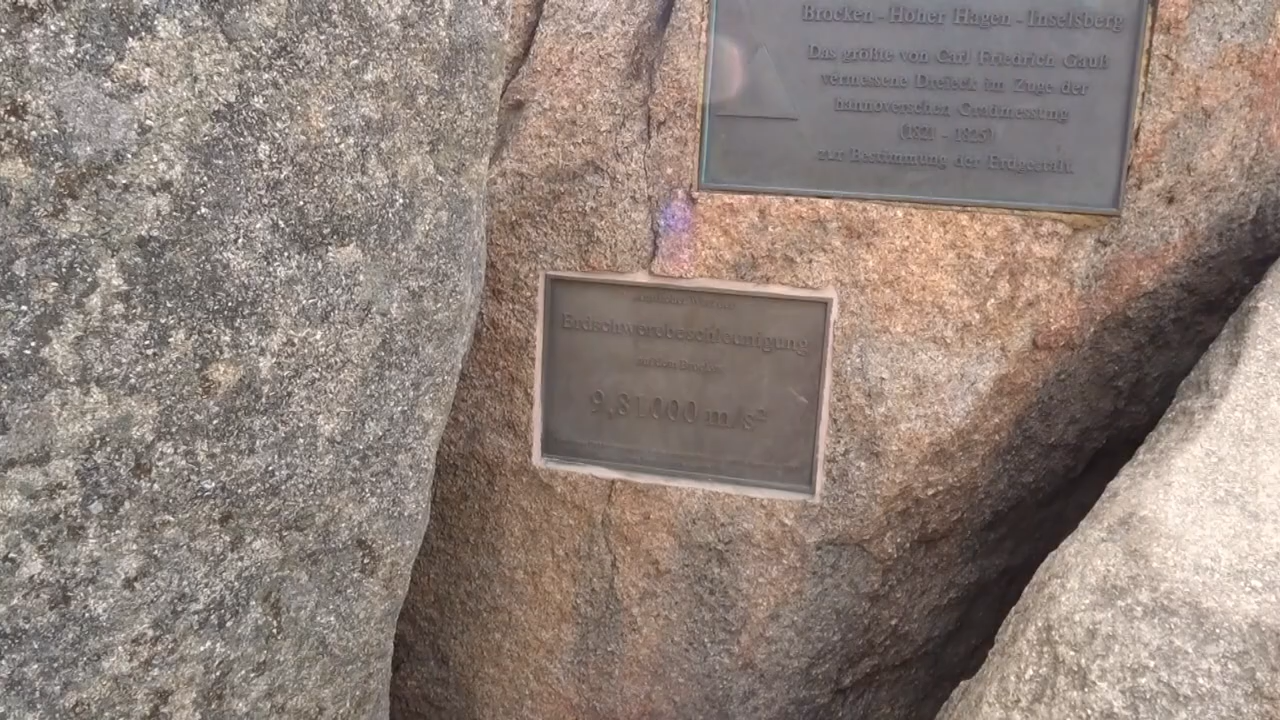 Brocken - Hoher Hagen - Inselsberg
Das größte von Carl Friedrich Gauß
vermessene Dreieck im Zuge der
hannoverschen Gradmessung
(1821 - 1825)
zur Bestimmung der Erdgestalt.
Erdschwerebeschleunigung
auf dem Brocken
9,81000 m/s²